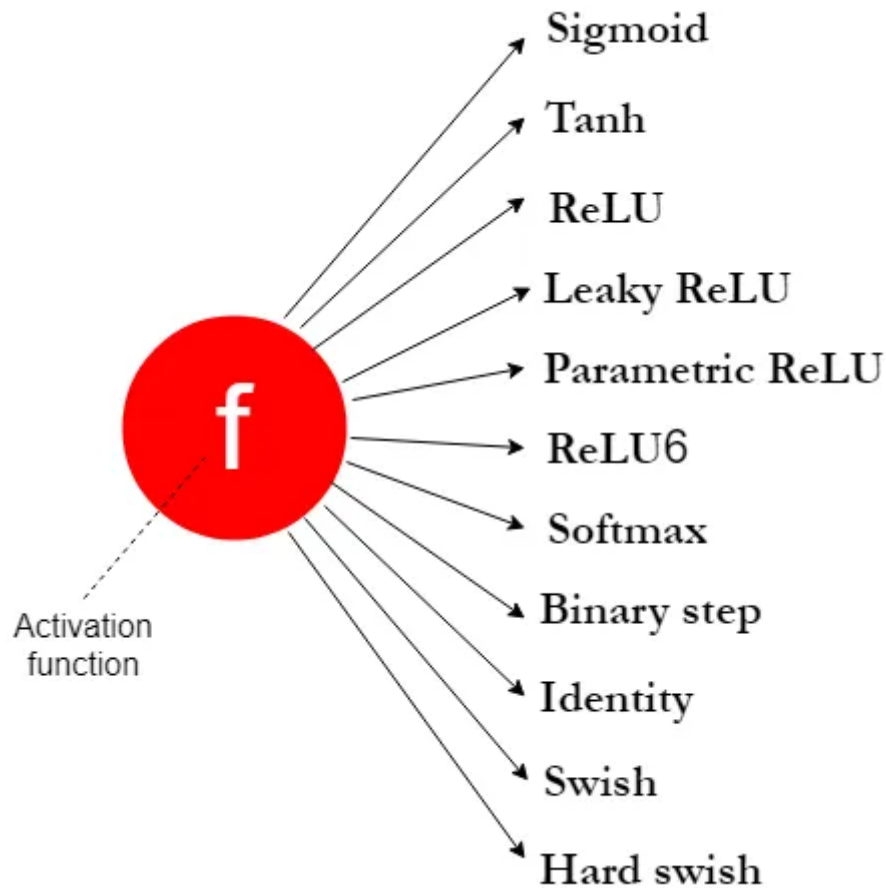 Sigmoid
Tanh
ReLU
Leaky ReLU
Parametric ReLU
f
ReLU6
Softmax
Binary step
Activation
function
Identity
Swish
Hard swish